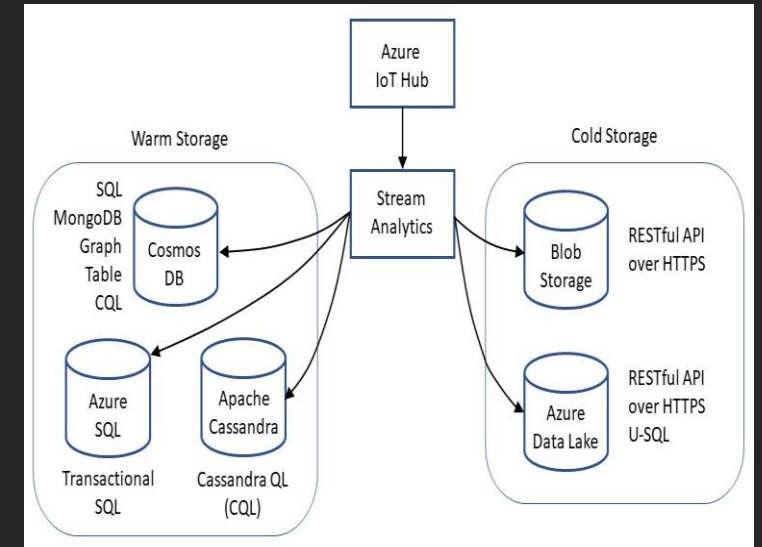 Azure
IoT Hub
Warm Storage
Cold Storage
Stream
Analytics
SQL
MongoDB
Graph
Table
CQL
Cosmos
DB
Blob
Storage
RESTful API
over HTTPS
Azure
SQL
Transactional
SQL
Apache
Cassandra
Cassandra QL
(CQL)
Azure
Data Lake
RESTful API
over HTTPS
U-SQL